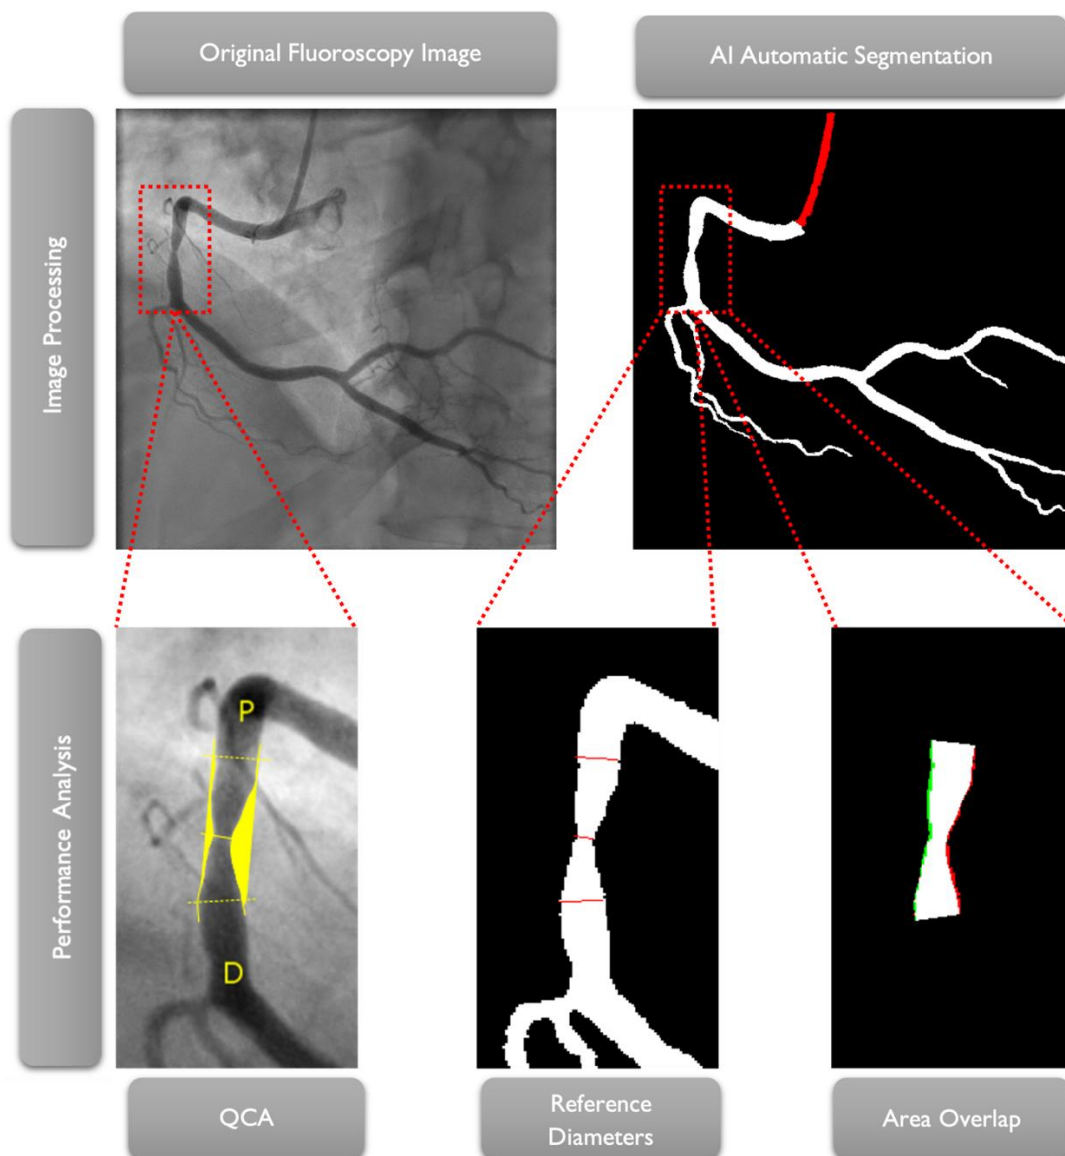 Original Fluoroscopy Image
AI Automatic Segmentation
Image Processing
Performance Analysis
P
D
QCA
Reference
Diameters
Area Overlap